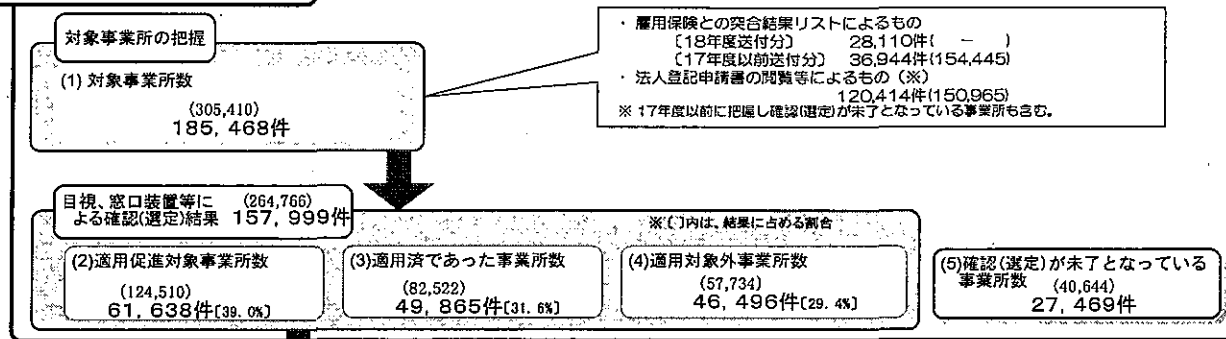 対象事業所の把握
(1) 対象事業所数
(305,410)
185,468件
・ 雇用保険との突合結果リストによるもの
〔18年度送付分〕 28,110件( ー )
〔17年度以前送付分〕 36,944件(154,445)
・ 法人登記申請書の閲覧等によるもの(※)
120,414件(150,965)
※ 17年度以前に把握し確認(選定)が未了となっている事業所も含む。
目視、窓口装置等に (264,766)
よる確認(選定)結果 157,999件
※〔 〕内は、結果に占める割合
(2)適用促進対象事業所数
(124,510)
61,638件〔39.0%〕
(3)適用済であった事業所数
(82,522)
49,865件〔31.6%〕
(4)適用対象外事業所数
(57,734)
46,496件〔29.4%〕
(5)確認(選定)が未了となっている
事業所数 (40,644)
27,469件